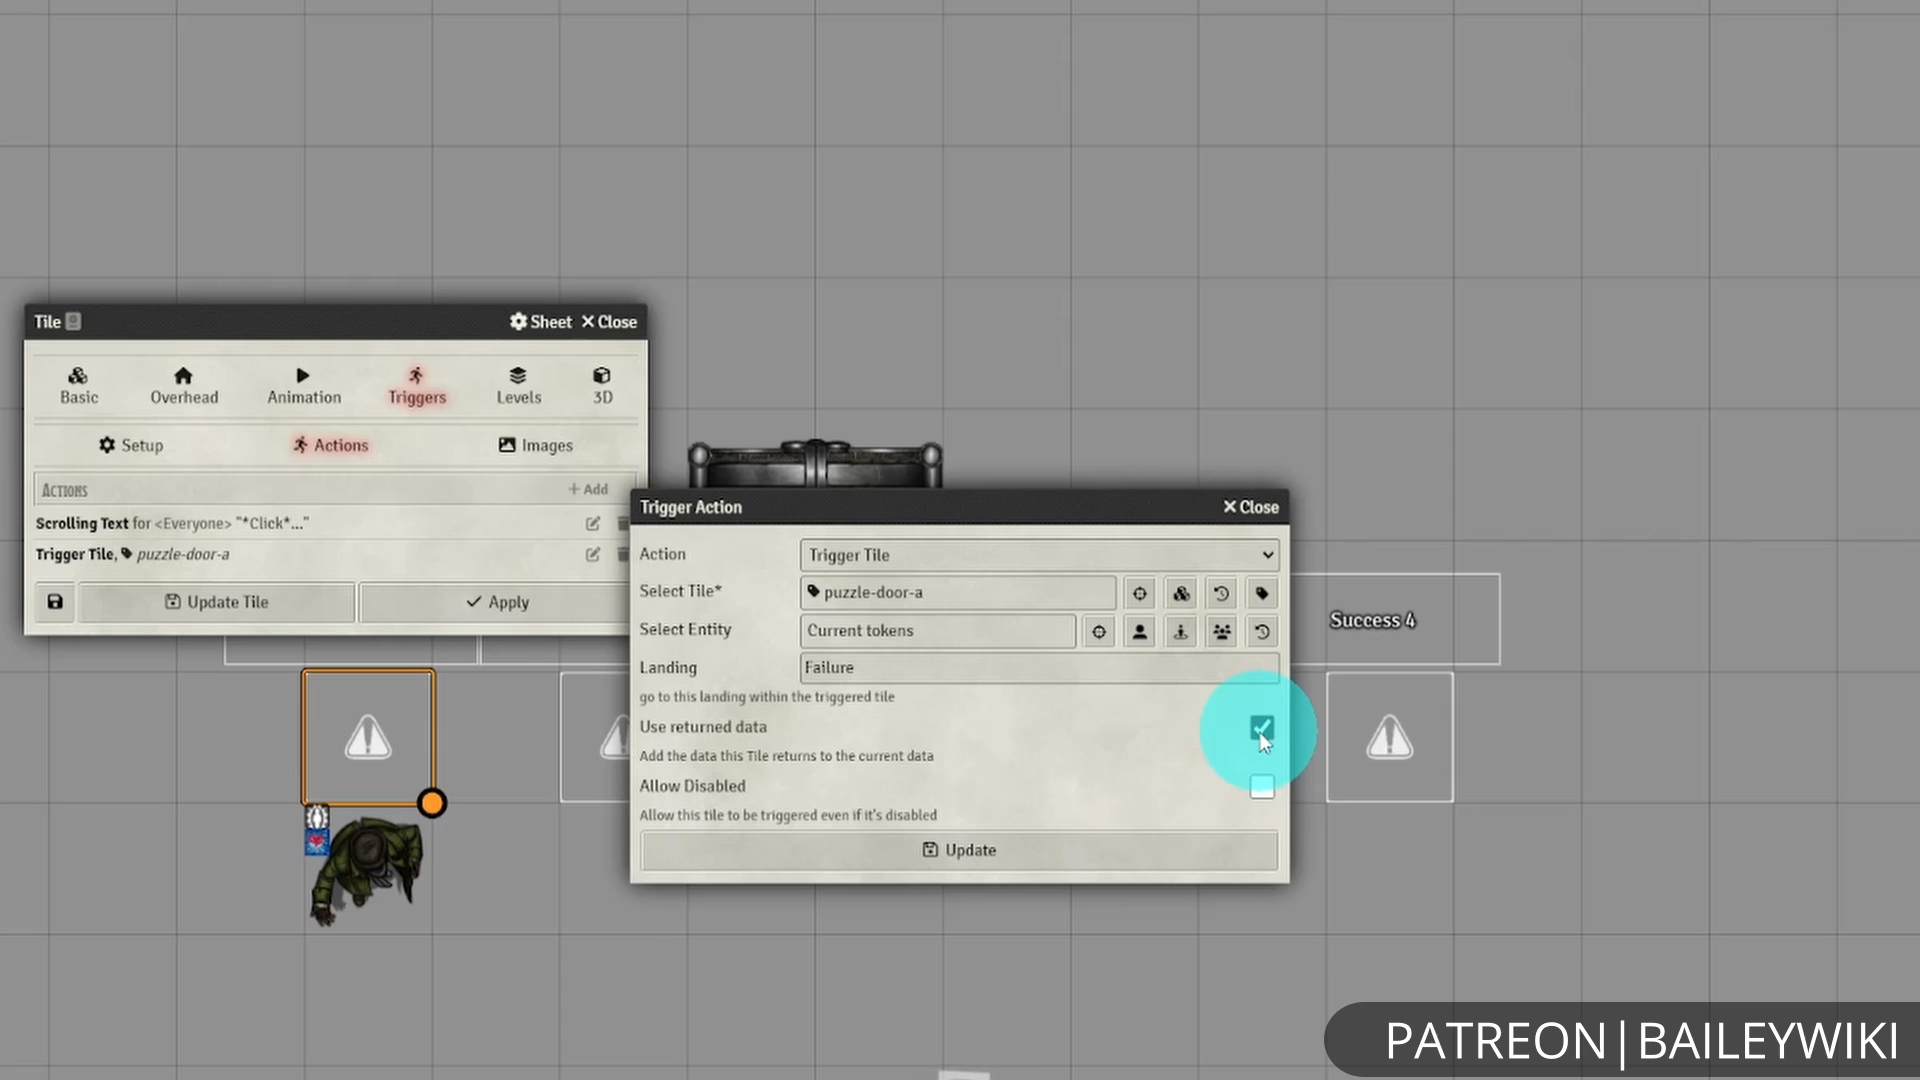 Tile
Sheet
Close
Basic
Overhead
Animation
Triggers
Levels
3D
Setup
Actions
Images
ACTIONS
+ Add
Scrolling Text for <Everyone> "*Click*..."
Trigger Tile, puzzle-door-a
Update Tile
Apply
Trigger Action
Close
Action
Trigger Tile
Select Tile*
puzzle-door-a
Select Entity
Current tokens
Landing
Failure
go to this landing within the triggered tile
Use returned data
Add the data this Tile returns to the current data
Allow Disabled
Allow this tile to be triggered even if it's disabled
Update
Success 4
PATREON|BAILEYWIKI